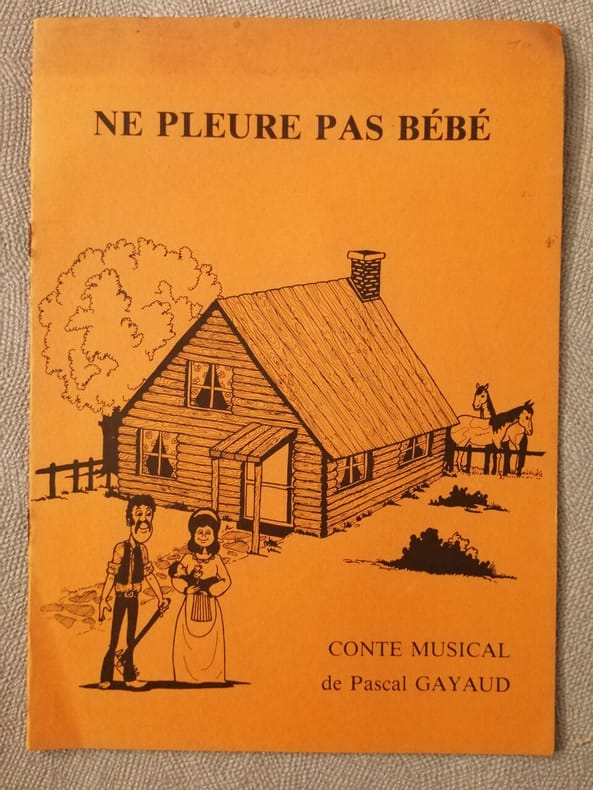 NE PLEURE PAS BÉBÉ
CONTE MUSICAL
de Pascal GAYAUD